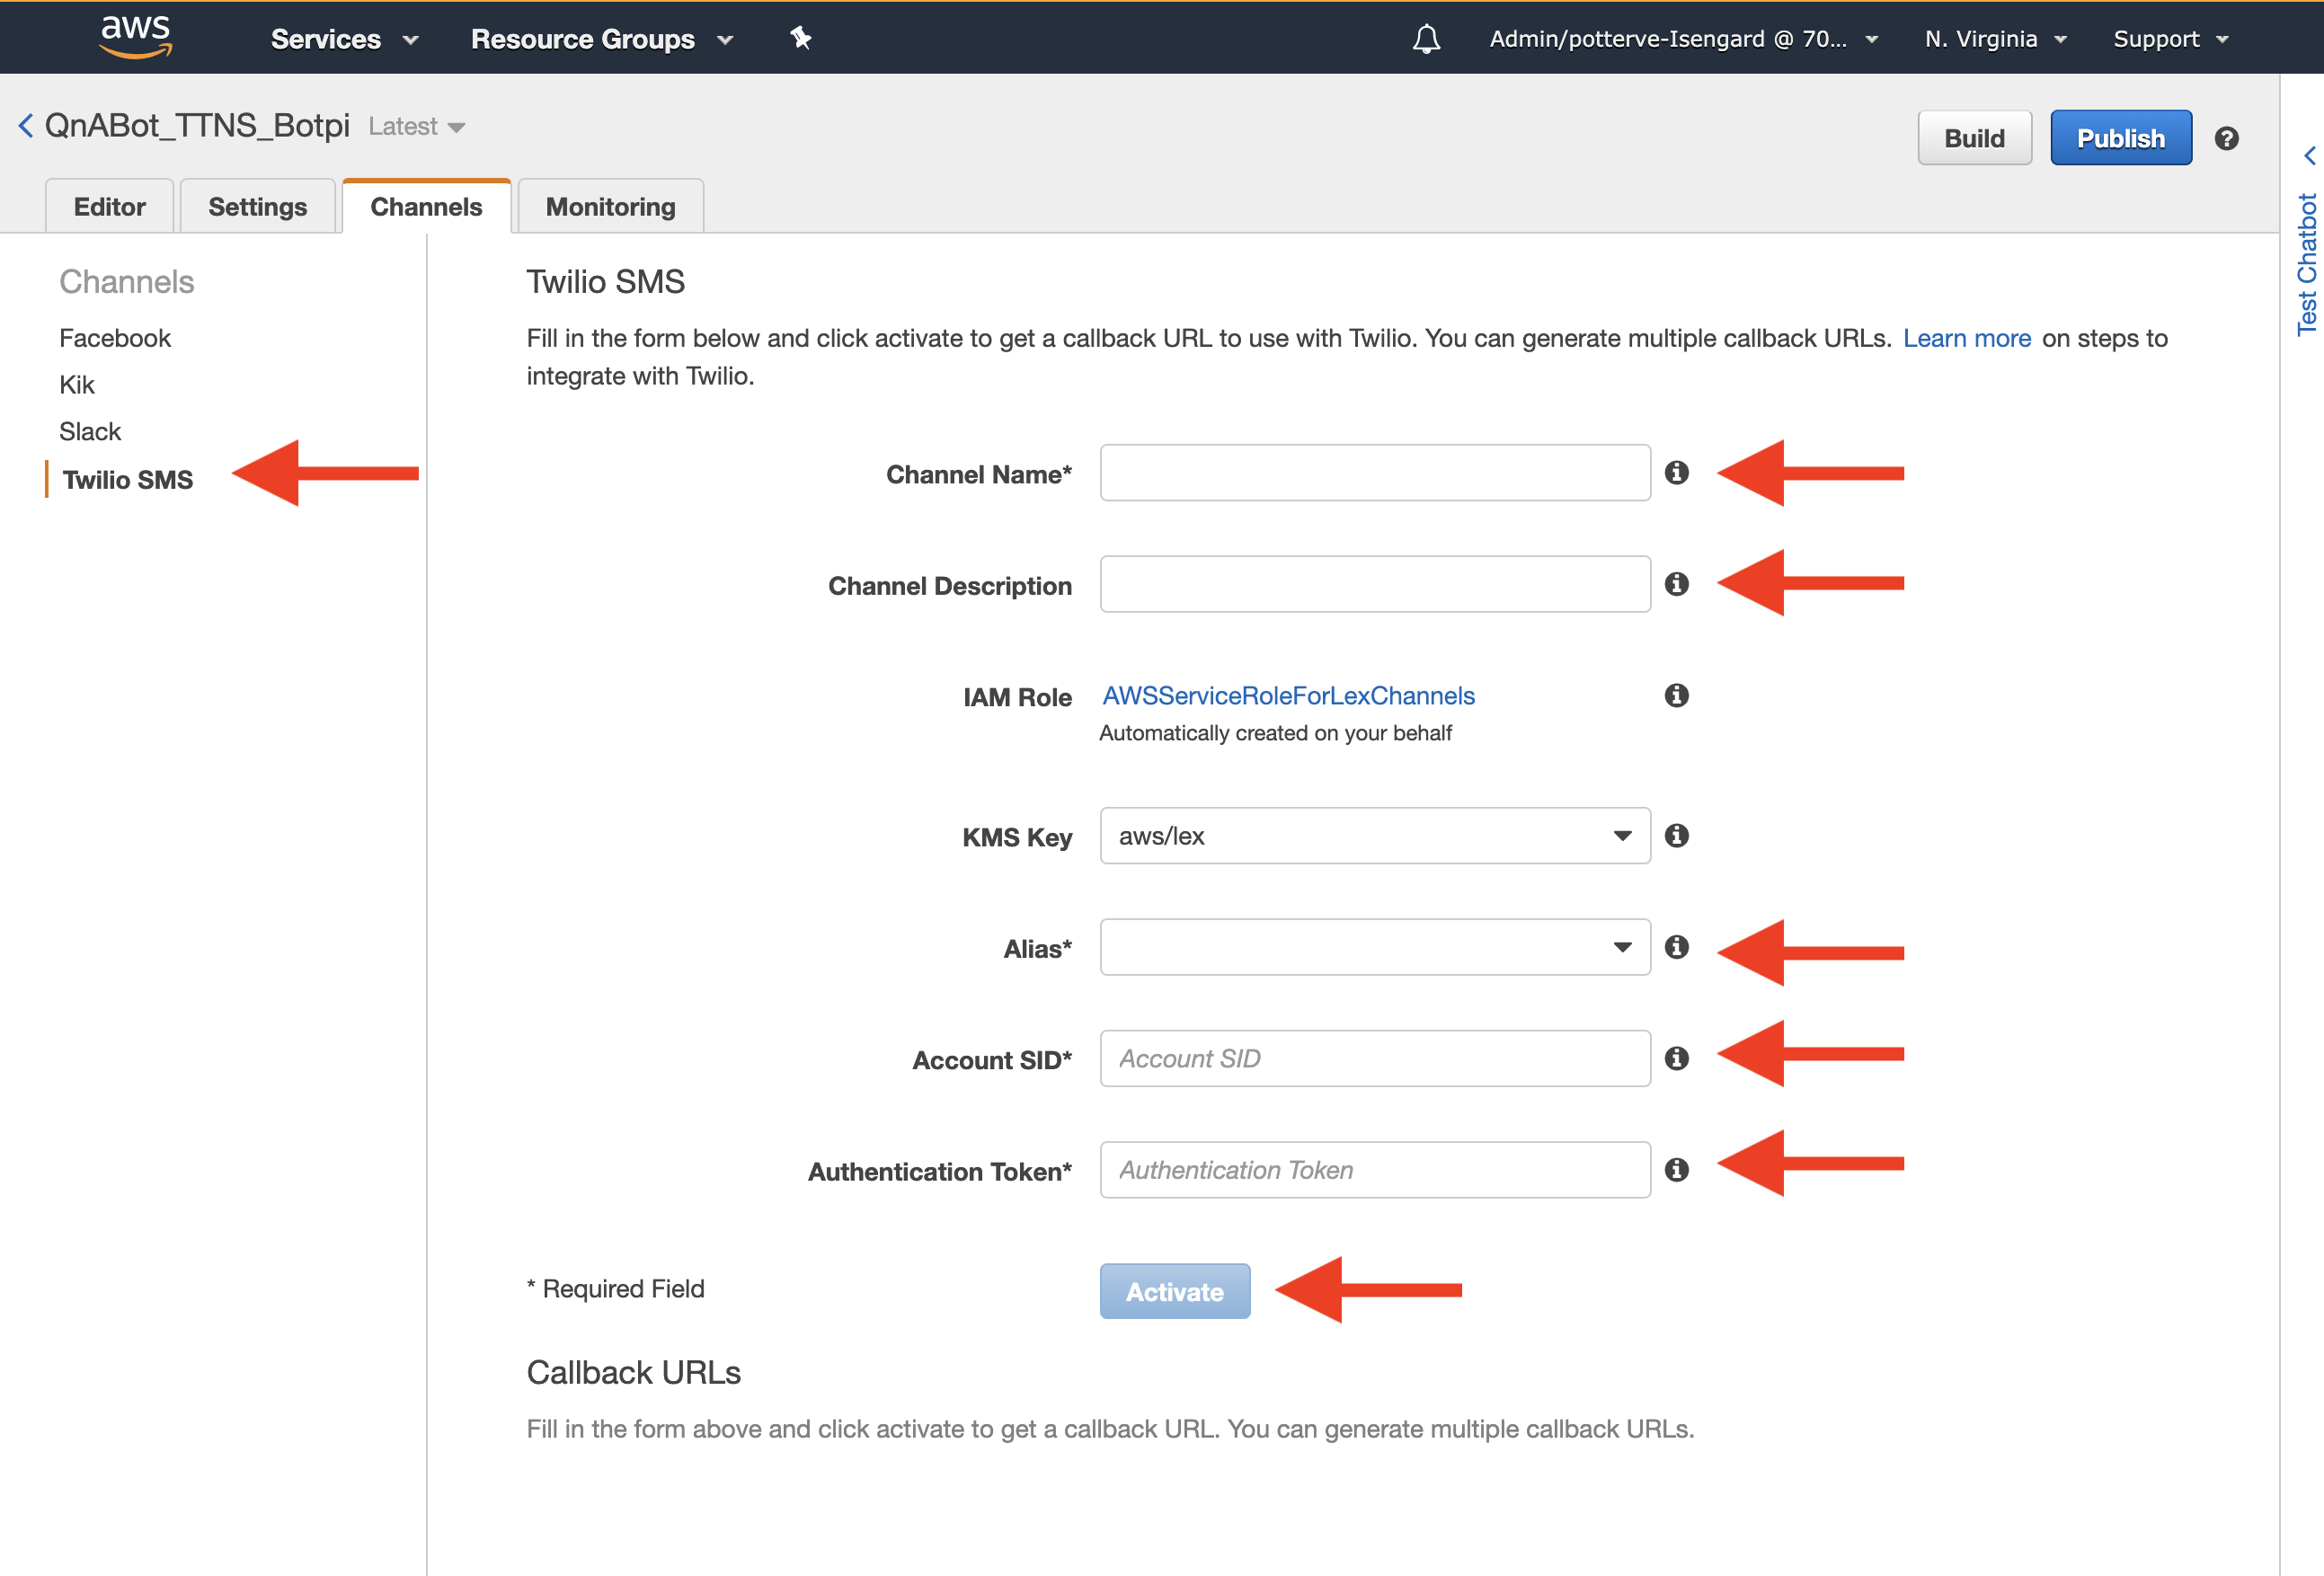 aws Services Resource Groups Admin/potterve-Isengard @ 70... N. Virginia Support
QnABot_TTNS_Botpi Latest
Build Publish ?
Editor Settings Channels Monitoring
Test Chatbot
Channels
Facebook
Kik
Slack
Twilio SMS
Twilio SMS
Fill in the form below and click activate to get a callback URL to use with Twilio. You can generate multiple callback URLs. Learn more on steps to
integrate with Twilio.
Channel Name*
Channel Description
IAM Role AWSServiceRoleForLexChannels
Automatically created on your behalf
KMS Key aws/lex
Alias*
Account SID* Account SID
Authentication Token* Authentication Token
* Required Field Activate
Callback URLs
Fill in the form above and click activate to get a callback URL. You can generate multiple callback URLs.